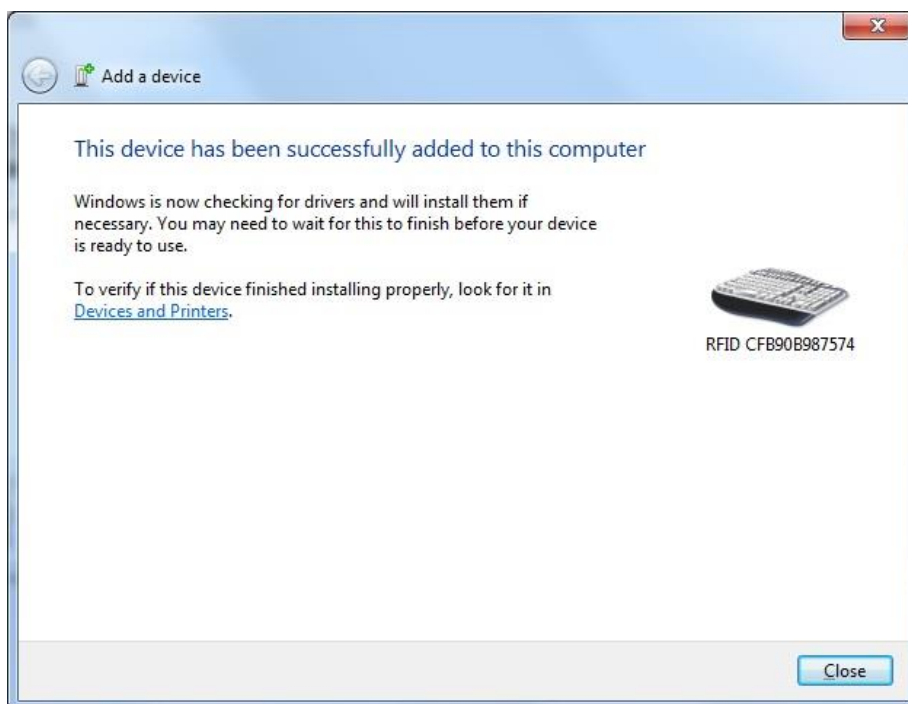 Add a device
This device has been successfully added to this computer
Windows is now checking for drivers and will install them if
necessary. You may need to wait for this to finish before your device
is ready to use.
To verify if this device finished installing properly, look for it in
Devices and Printers.
RFID CFB90B987574
Close